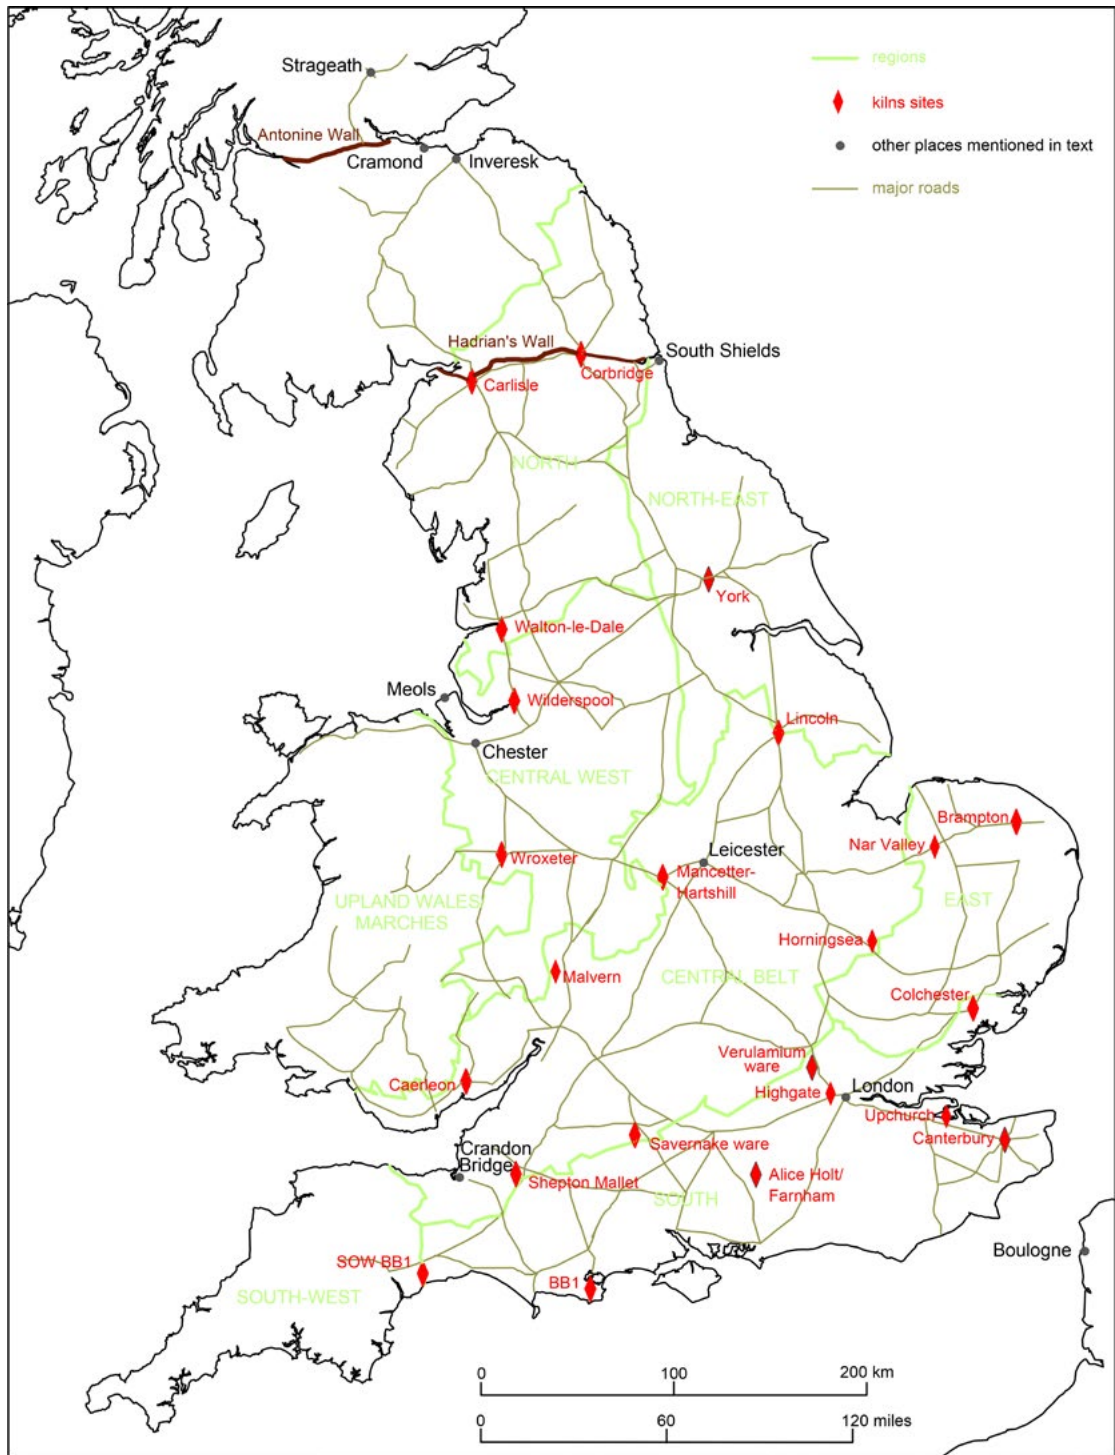 Strageath
regions
kilns sites
Antonine Wall
other places mentioned in text
Cramond
Inveresk
major roads
Hadrian's Wall
South Shields
Corbridge
Carlisle
NORTH
NORTH-EAST
York
Walton-le-Dale
Meols
Wilderspool
Lincoln
Chester
CENTRAL WEST
Brampton
Nar Valley
Leicester
Wroxeter
Mancetter-
Hartshill
UPLAND WALES/
MARCHES
EAST
Horningsea
Malvern
CENTRAL BELT
Colchester
Verulamium
ware
Caerleon
Highgate
London
Upchurch
Canterbury
Savernake ware
Crandon
Bridge
Shepton Mallet
Alice Holt/
Farnham
SOUTH
Boulogne
SOW BB1
BB1
SOUTH-WEST
0 100 200 km
0 60 120 miles